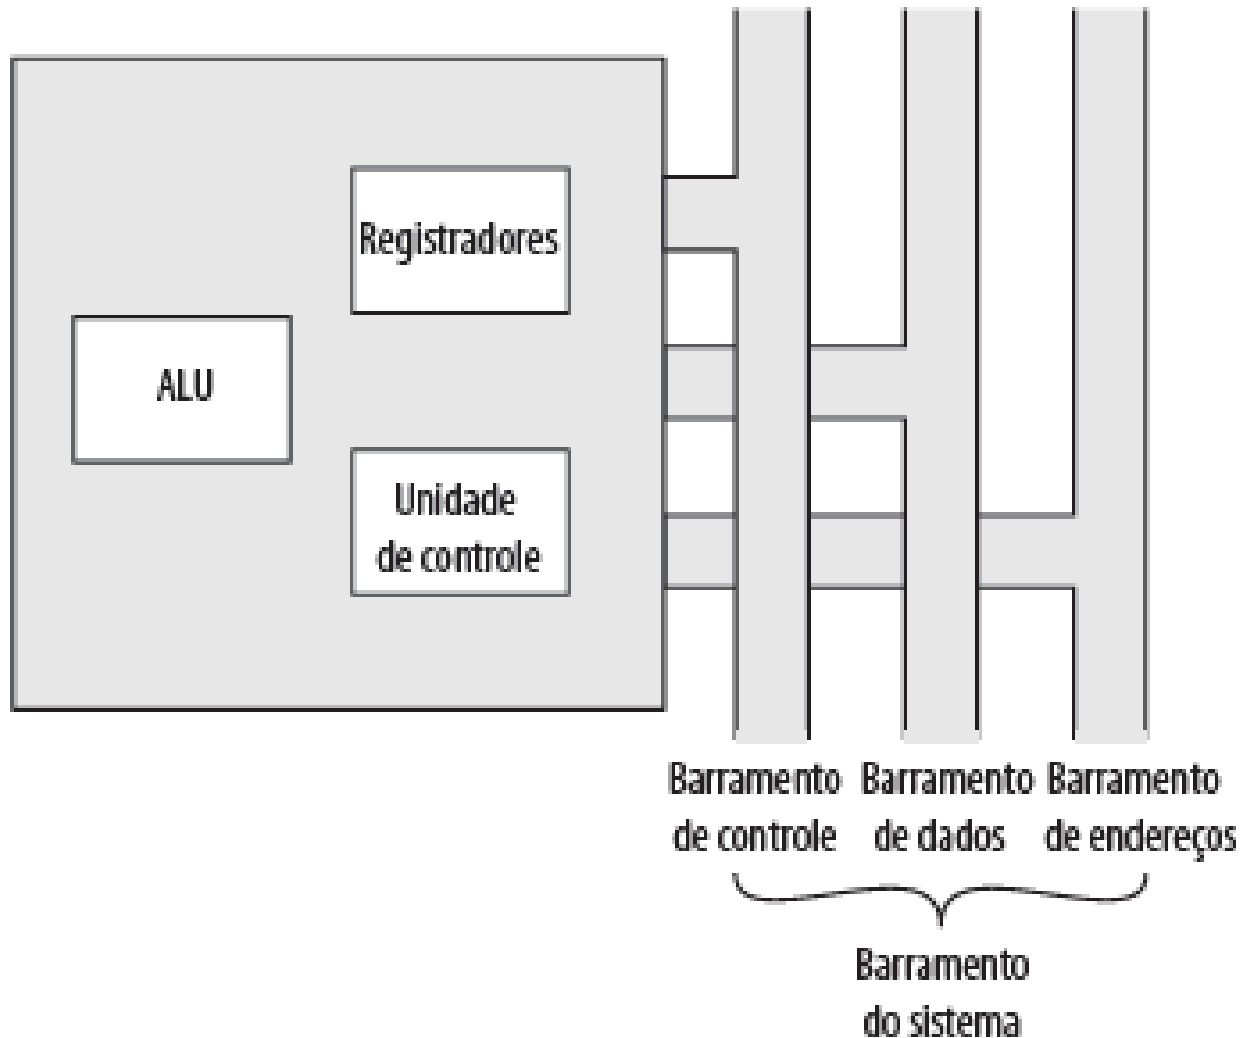 Registradores
ALU
Unidade
de controle
Barramento
de controle
Barramento
de dados
Barramento
de endereços
Barramento
do sistema